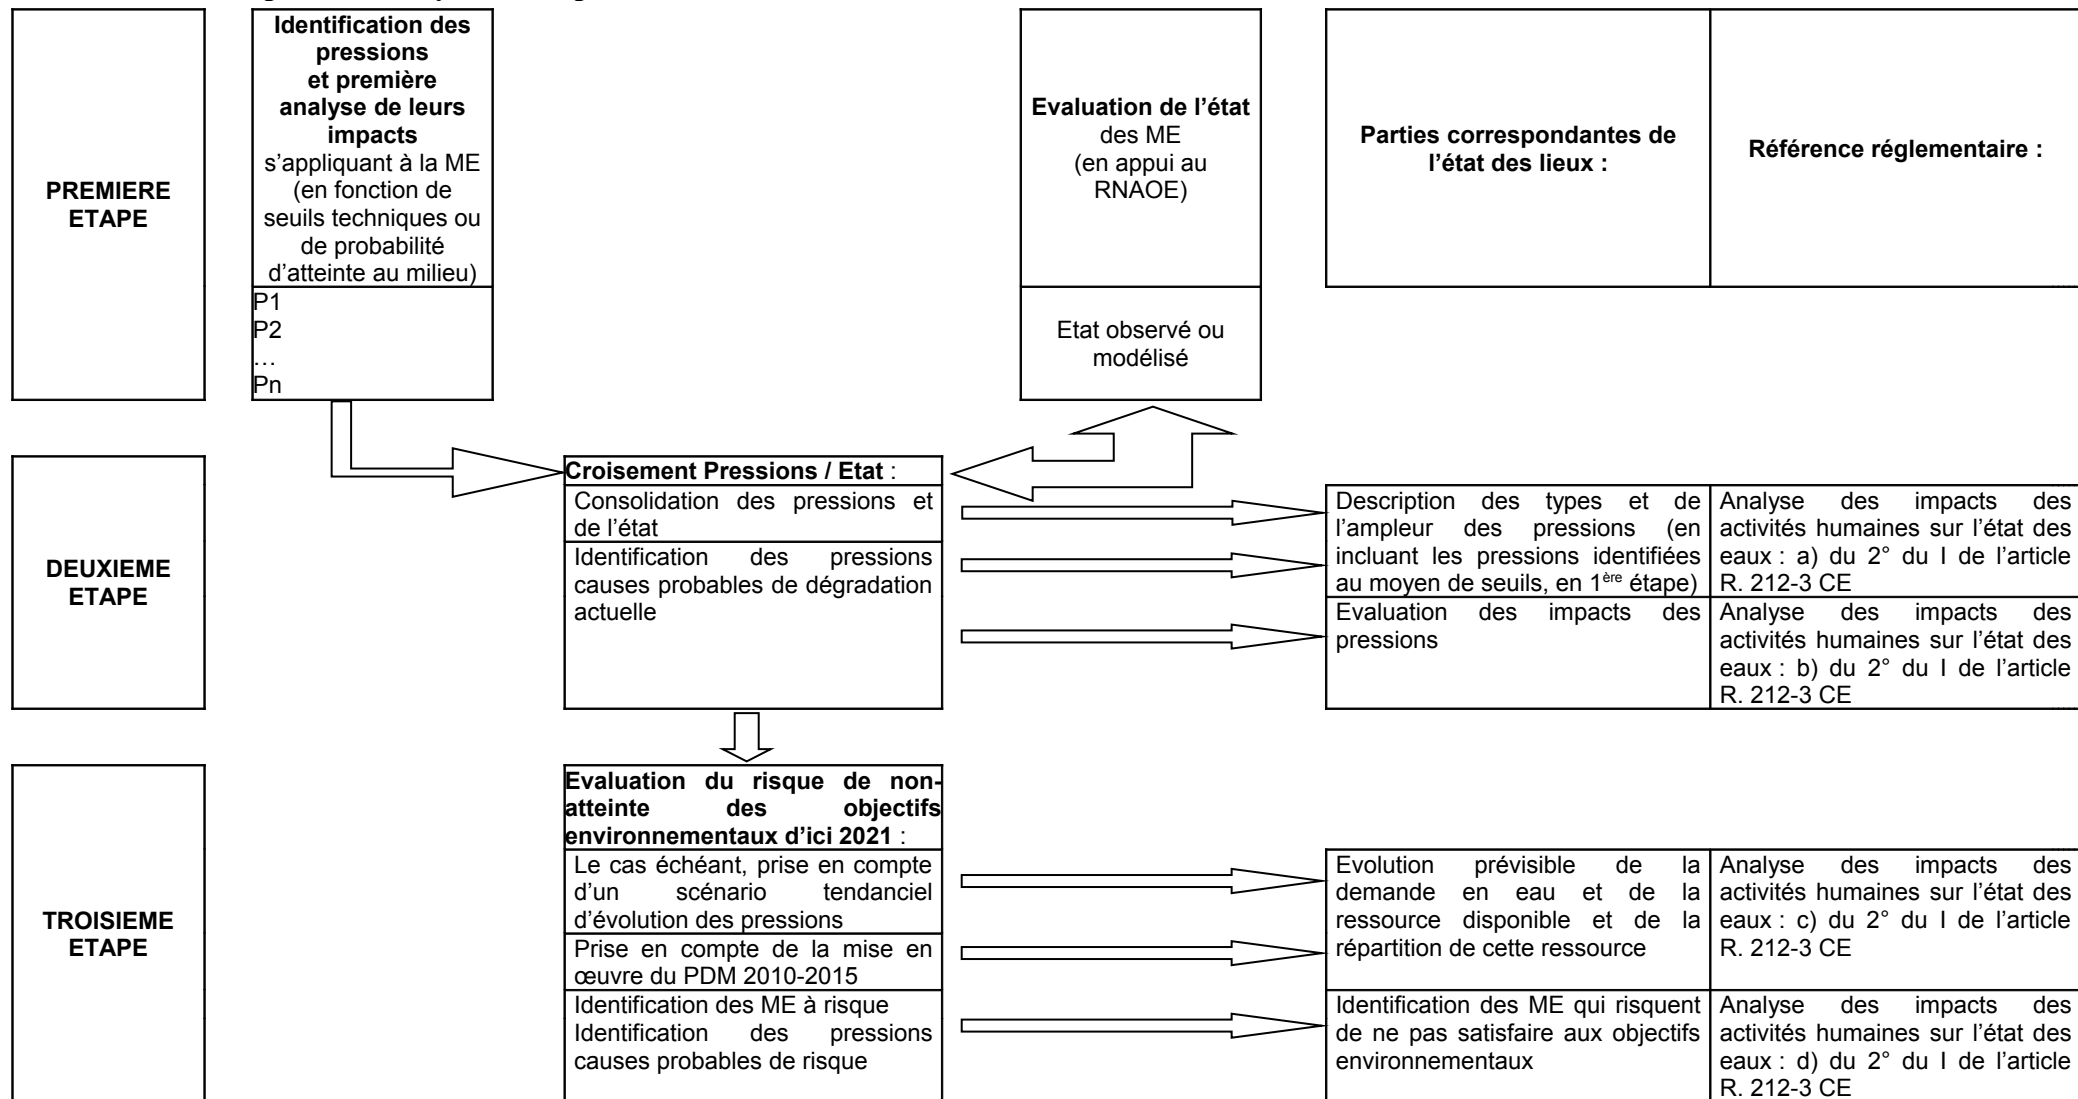 PREMIERE
ETAPE
Identification des
pressions
et première
analyse de leurs
impacts
s’appliquant à la ME
(en fonction de
seuils techniques ou
de probabilité
d’atteinte au milieu)
P1
P2
…
Pn
Evaluation de l’état
des ME
(en appui au
RNAOE)
Etat observé ou
modélisé
Parties correspondantes de
l’état des lieux :
Référence réglementaire :
DEUXIEME
ETAPE
Croisement Pressions / Etat :
Consolidation des pressions et
de l’état
Identification des pressions
causes probables de dégradation
actuelle
Description des types et de
l’ampleur des pressions (en
incluant les pressions identifiées
au moyen de seuils, en 1ère étape)
Analyse des impacts des
activités humaines sur l’état des
eaux : a) du 2° du I de l’article
R. 212-3 CE
Evaluation des impacts des
pressions
Analyse des impacts des
activités humaines sur l’état des
eaux : b) du 2° du I de l’article
R. 212-3 CE
TROISIEME
ETAPE
Evaluation du risque de non-
atteinte des objectifs
environnementaux d’ici 2021 :
Le cas échéant, prise en compte
d’un scénario tendanciel
d’évolution des pressions
Prise en compte de la mise en
œuvre du PDM 2010-2015
Identification des ME à risque
Identification des pressions
causes probables de risque
Evolution prévisible de la
demande en eau et de la
ressource disponible et de la
répartition de cette ressource
Analyse des impacts des
activités humaines sur l’état des
eaux : c) du 2° du I de l’article
R. 212-3 CE
Identification des ME qui risquent
de ne pas satisfaire aux objectifs
environnementaux
Analyse des impacts des
activités humaines sur l’état des
eaux : d) du 2° du I de l’article
R. 212-3 CE